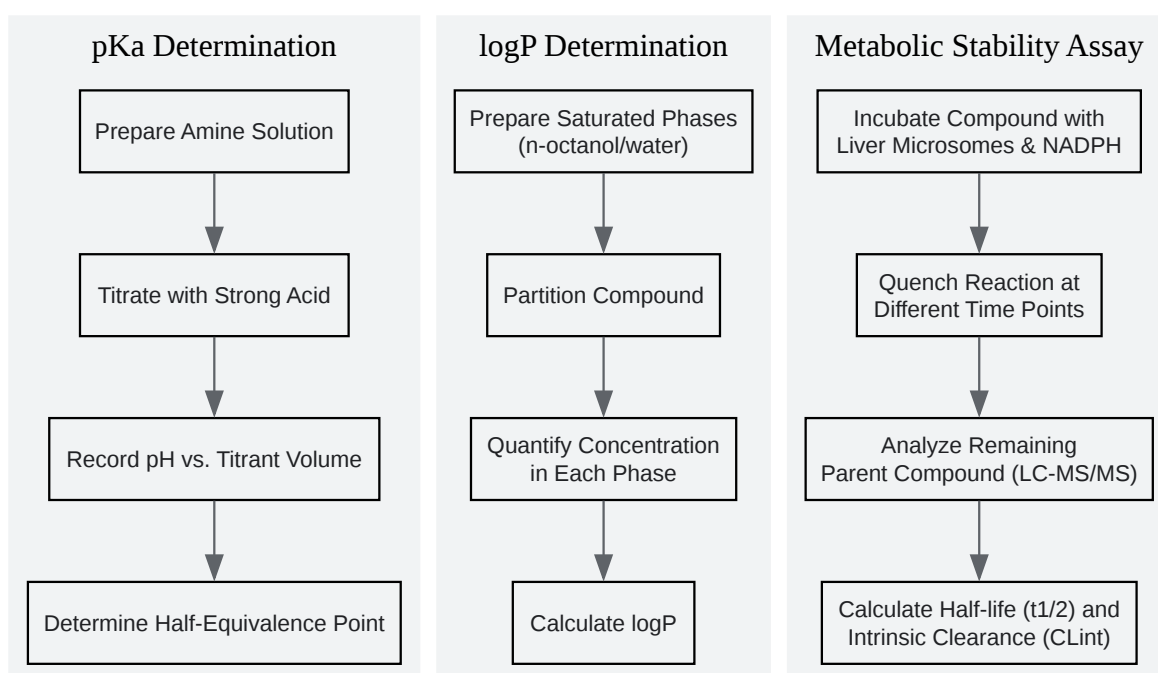 pKa Determination
Prepare Amine Solution
Titrate with Strong Acid
Record pH vs. Titrant Volume
Determine Half-Equivalence Point
logP Determination
Prepare Saturated Phases
(n-octanol/water)
Partition Compound
Quantify Concentration
in Each Phase
Calculate logP
Metabolic Stability Assay
Incubate Compound with
Liver Microsomes & NADPH
Quench Reaction at
Different Time Points
Analyze Remaining
Parent Compound (LC-MS/MS)
Calculate Half-life (t1/2) and
Intrinsic Clearance (CLint)